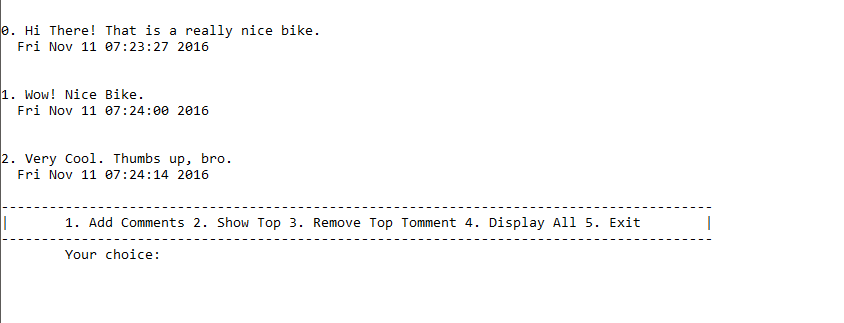 0. Hi There! That is a really nice bike.
Fri Nov 11 07:23:27 2016
1. Wow! Nice Bike.
Fri Nov 11 07:24:00 2016
2. Very Cool. Thumbs up, bro.
Fri Nov 11 07:24:14 2016
-----------------------------------------------------------------------------------------
| 1. Add Comments 2. Show Top 3. Remove Top Tomment 4. Display All 5. Exit |
-----------------------------------------------------------------------------------------
Your choice: